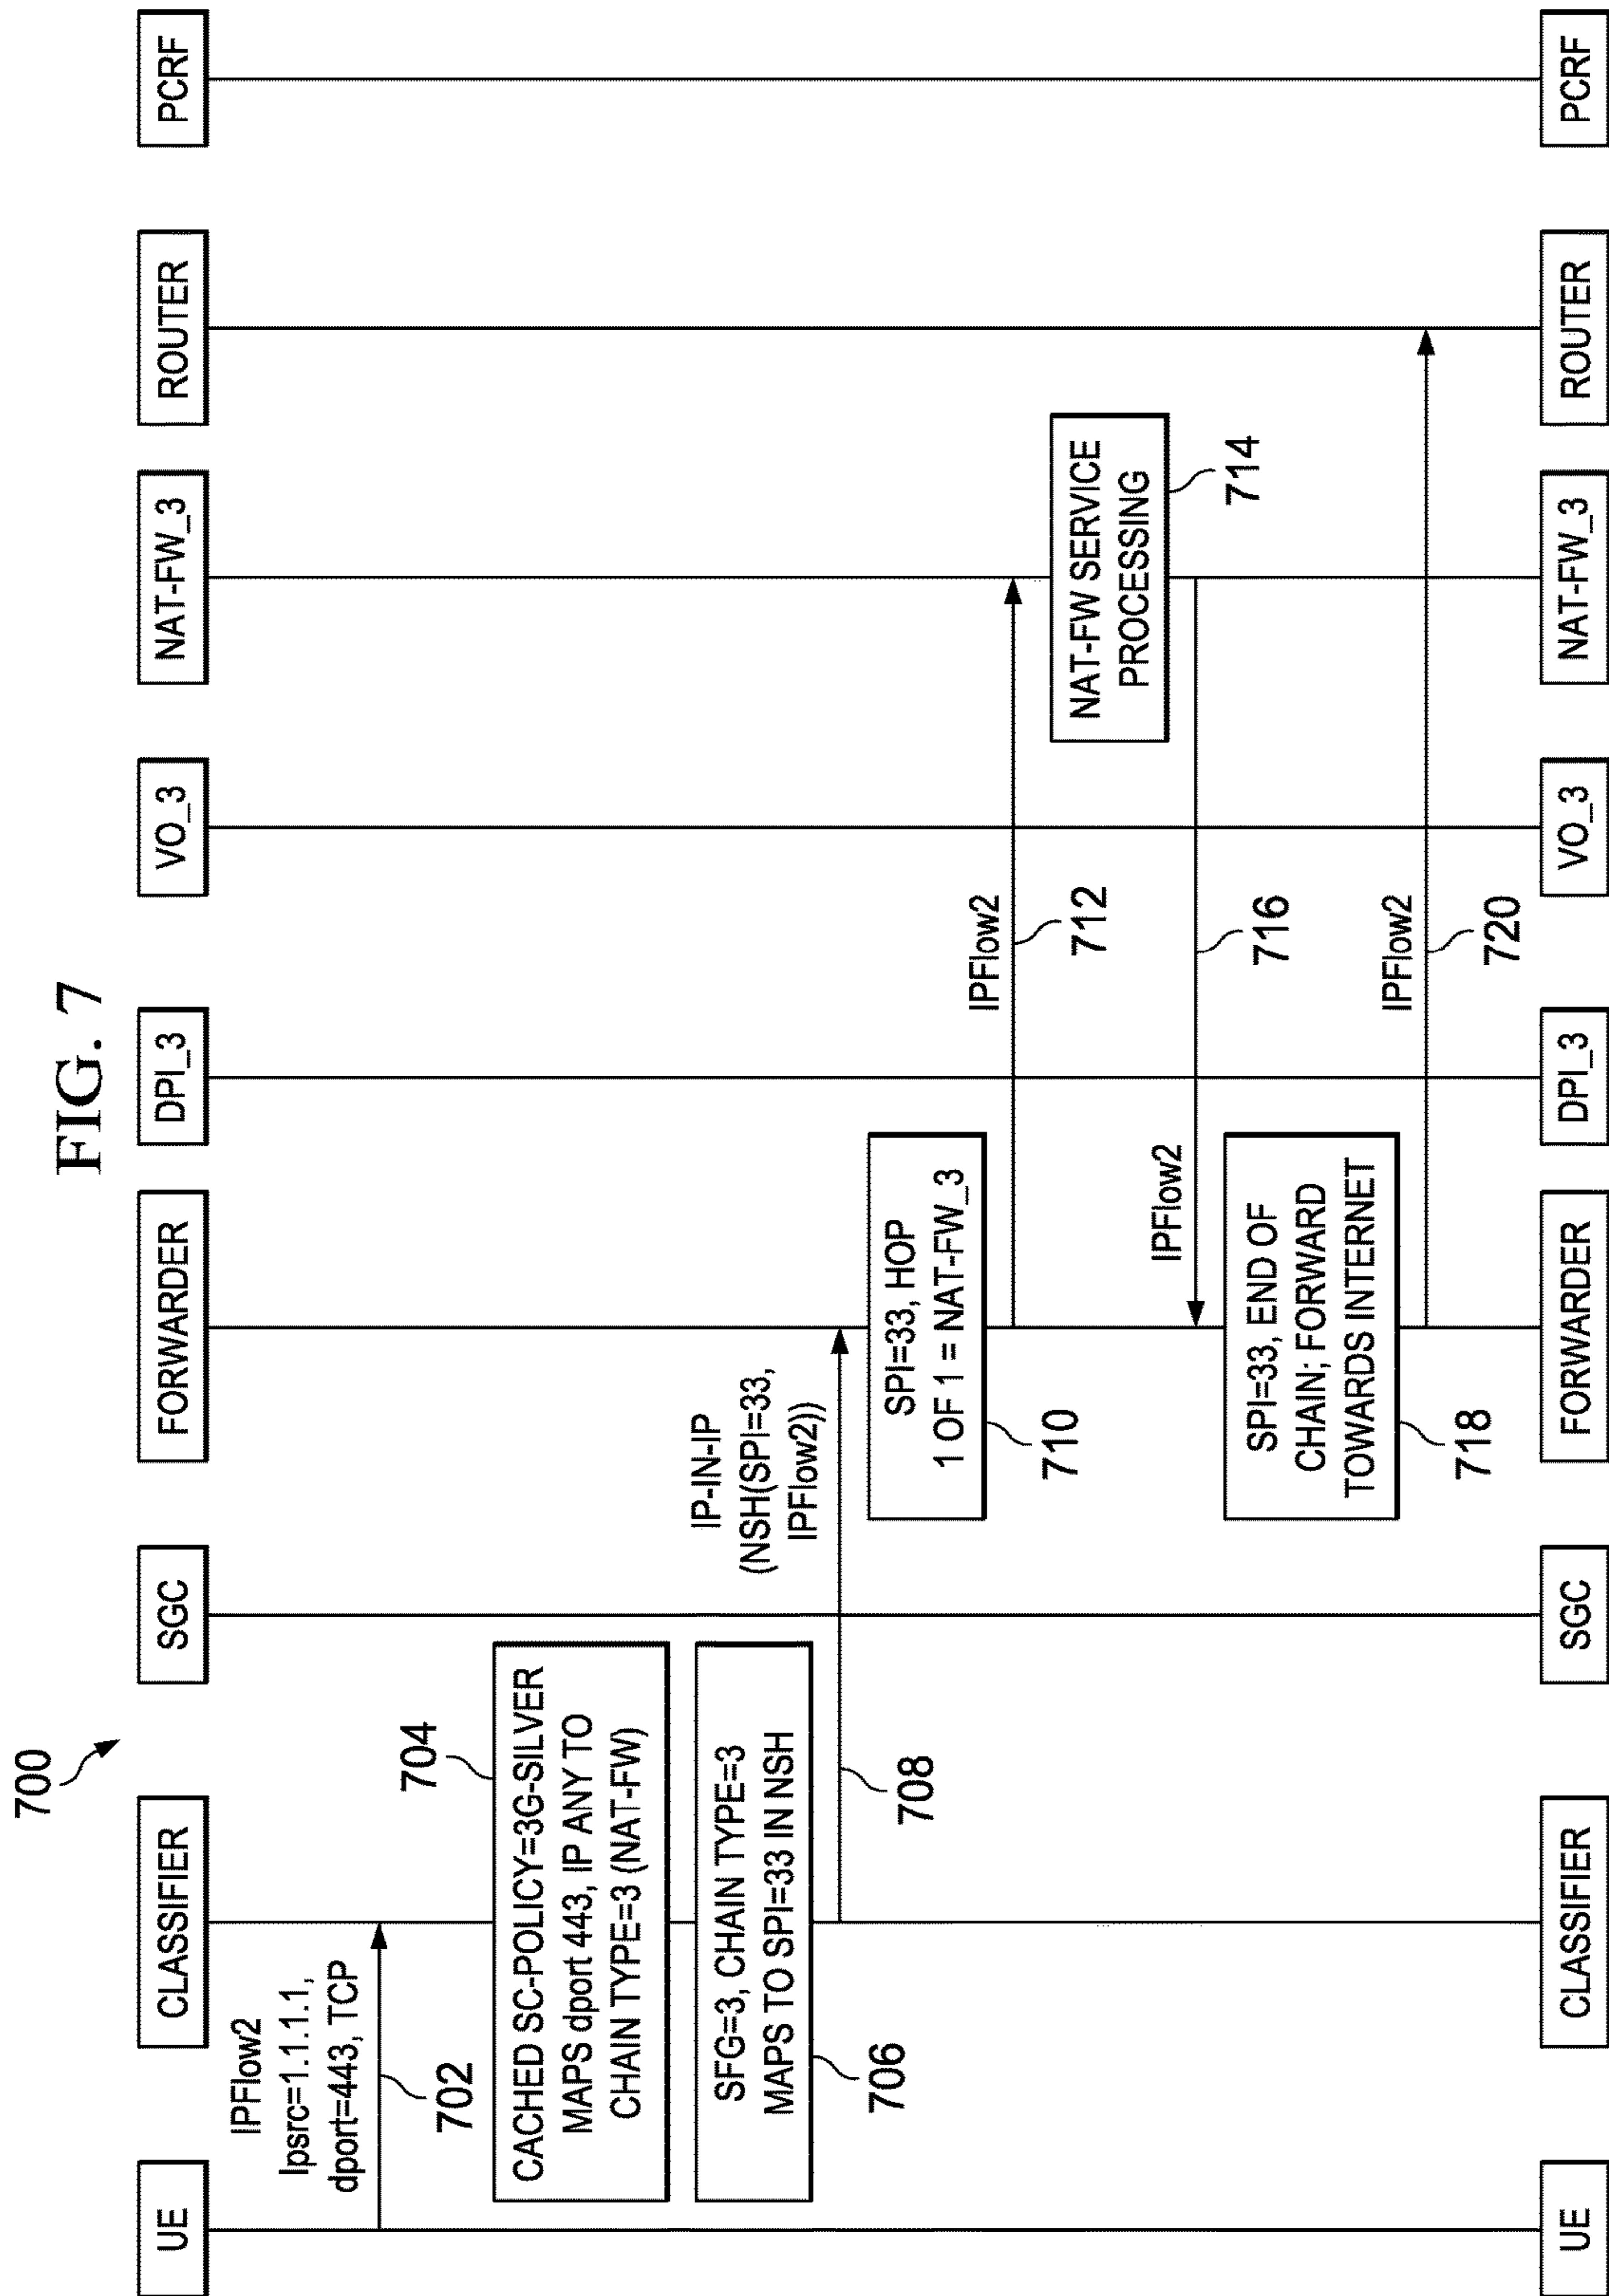 FIG. 7
700
UE
CLASSIFIER
SGC
FORWARDER
DPI_3
VO_3
NAT-FW_3
ROUTER
PCRF
IPFlow2
Ipsrc=1.1.1.1,
dport=443, TCP
702
704
CACHED SC-POLICY=3G-SILVER
MAPS dport 443, IP ANY TO
CHAIN TYPE=3 (NAT-FW)
SFG=3, CHAIN TYPE=3
MAPS TO SPI=33 IN NSH
706
IP-IN-IP
(NSH(SPI=33,
IPFlow2))
708
SPI=33, HOP
1 OF 1 = NAT-FW_3
710
IPFlow2
712
NAT-FW SERVICE
PROCESSING
714
IPFlow2
716
SPI=33, END OF
CHAIN; FORWARD
TOWARDS INTERNET
718
IPFlow2
720
UE
CLASSIFIER
SGC
FORWARDER
DPI_3
VO_3
NAT-FW_3
ROUTER
PCRF